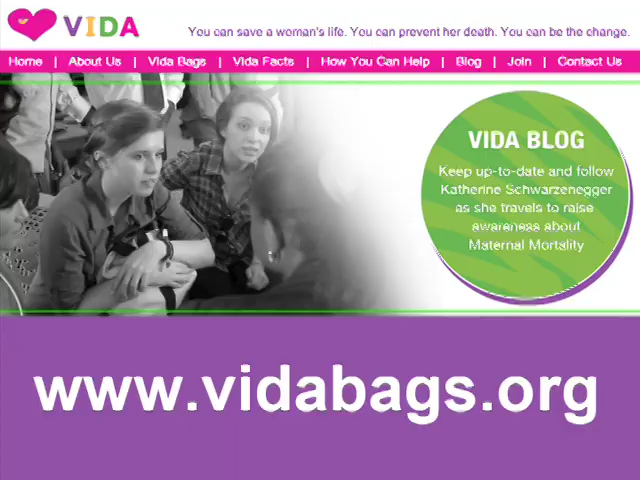 VIDA
You can save a woman's life. You can prevent her death. You can be the change.
Home | About Us | Vida Bags | Vida Facts | How You Can Help | Blog | Join | Contact Us
VIDA BLOG
Keep up-to-date and follow
Katherine Schwarzenegger
as she travels to raise
awareness about
Maternal Mortality
www.vidabags.org